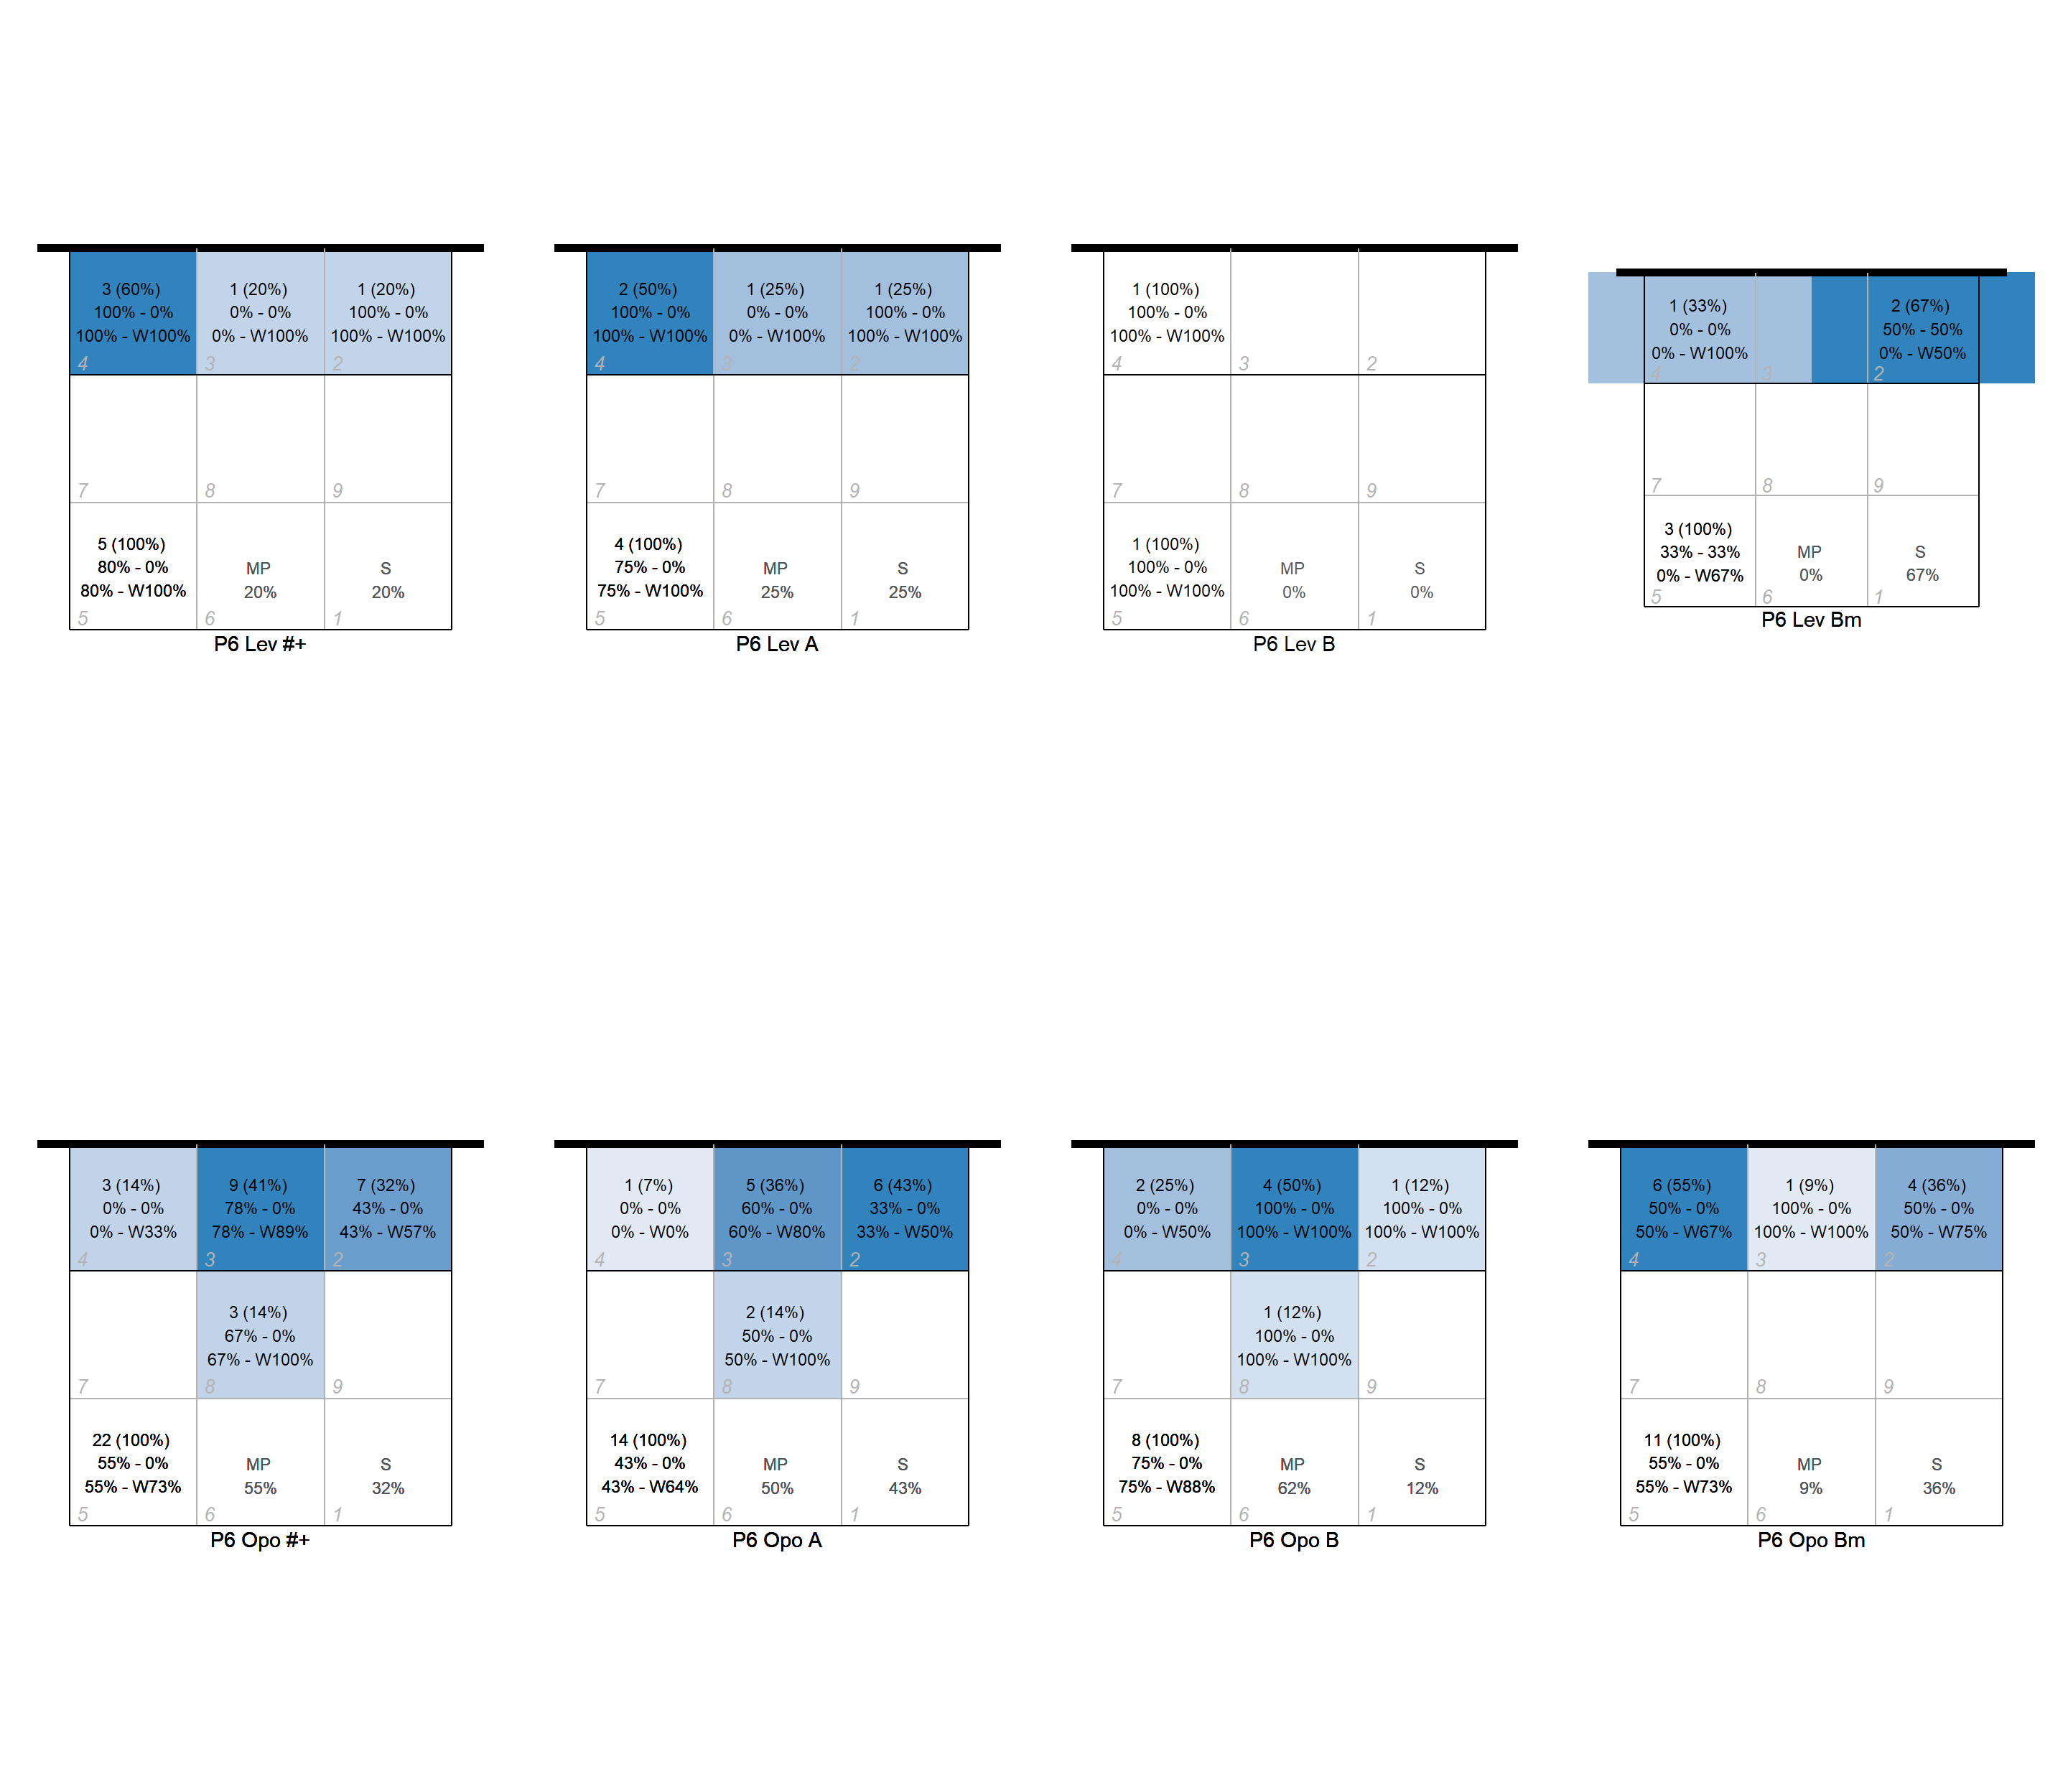 3 (60%)
100% - 0%
100% - W100%
4
1 (20%)
0% - 0%
0% - W100%
3
1 (20%)
100% - 0%
100% - W100%
2
7
8
9
5 (100%)
80% - 0%
80% - W100%
5
MP
20%
6
S
20%
1
P6 Lev #+
2 (50%)
100% - 0%
100% - W100%
4
1 (25%)
0% - 0%
0% - W100%
3
1 (25%)
100% - 0%
100% - W100%
2
7
8
9
4 (100%)
75% - 0%
75% - W100%
5
MP
25%
6
S
25%
1
P6 Lev A
1 (100%)
100% - 0%
100% - W100%
4
3
2
7
8
9
1 (100%)
100% - 0%
100% - W100%
5
MP
0%
6
S
0%
1
P6 Lev B
1 (33%)
0% - 0%
0% - W100%
4
3
2 (67%)
50% - 50%
0% - W50%
2
7
8
9
3 (100%)
33% - 33%
0% - W67%
5
MP
0%
6
S
67%
1
P6 Lev Bm
3 (14%)
0% - 0%
0% - W33%
4
9 (41%)
78% - 0%
78% - W89%
3
7 (32%)
43% - 0%
43% - W57%
2
7
3 (14%)
67% - 0%
67% - W100%
8
9
22 (100%)
55% - 0%
55% - W73%
5
MP
55%
6
S
32%
1
P6 Opo #+
1 (7%)
0% - 0%
0% - W0%
4
5 (36%)
60% - 0%
60% - W80%
3
6 (43%)
33% - 0%
33% - W50%
2
7
2 (14%)
50% - 0%
50% - W100%
8
9
14 (100%)
43% - 0%
43% - W64%
5
MP
50%
6
S
43%
1
P6 Opo A
2 (25%)
0% - 0%
0% - W50%
4
4 (50%)
100% - 0%
100% - W100%
3
1 (12%)
100% - 0%
100% - W100%
2
7
1 (12%)
100% - 0%
100% - W100%
8
9
8 (100%)
75% - 0%
75% - W88%
5
MP
62%
6
S
12%
1
P6 Opo B
6 (55%)
50% - 0%
50% - W67%
4
1 (9%)
100% - 0%
100% - W100%
3
4 (36%)
50% - 0%
50% - W75%
2
7
8
9
11 (100%)
55% - 0%
55% - W73%
5
MP
9%
6
S
36%
1
P6 Opo Bm